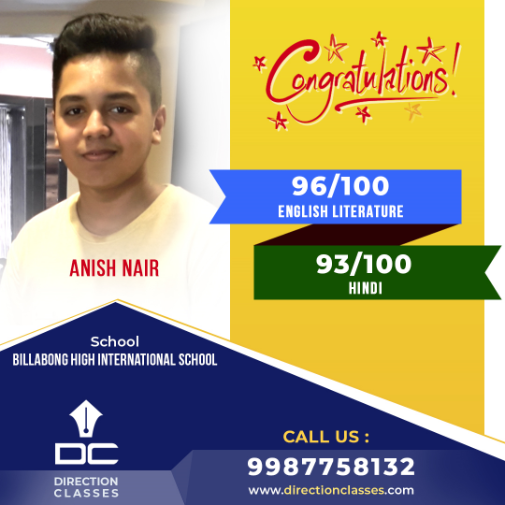 Congratulations!
96/100
ENGLISH LITERATURE
93/100
HINDI
ANISH NAIR
School
BILLABONG HIGH INTERNATIONAL SCHOOL
DC
DIRECTION
CLASSES
CALL US :
9987758132
www.directionclasses.com